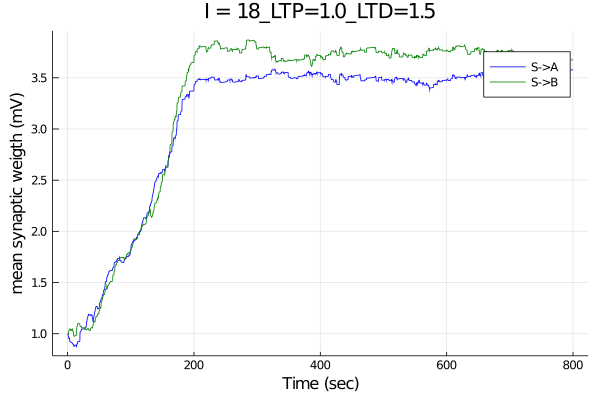 I = 18_LTP=1.0_LTD=1.5
mean synaptic weigth (mV)
3.5
3.0
2.5
2.0
1.5
1.0
S->A
S->B
0
200
400
600
800
Time (sec)